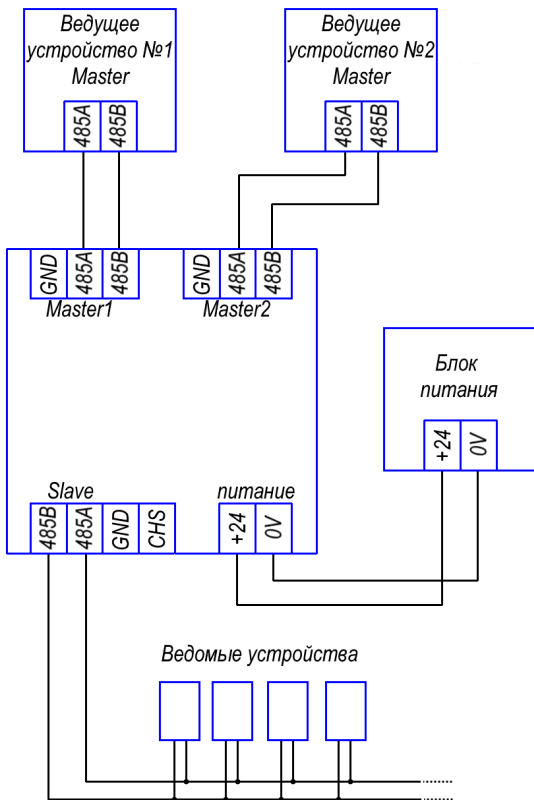 Ведущее
устройство №1
Master
485A
485B
Ведущее
устройство №2
Master
485A
485B
GND
485A
485B
Master1
GND
485A
485B
Master2
Блок
питания
+24
0V
Slave
485B
485A
GND
CHS
питание
+24
0V
Ведомые устройства